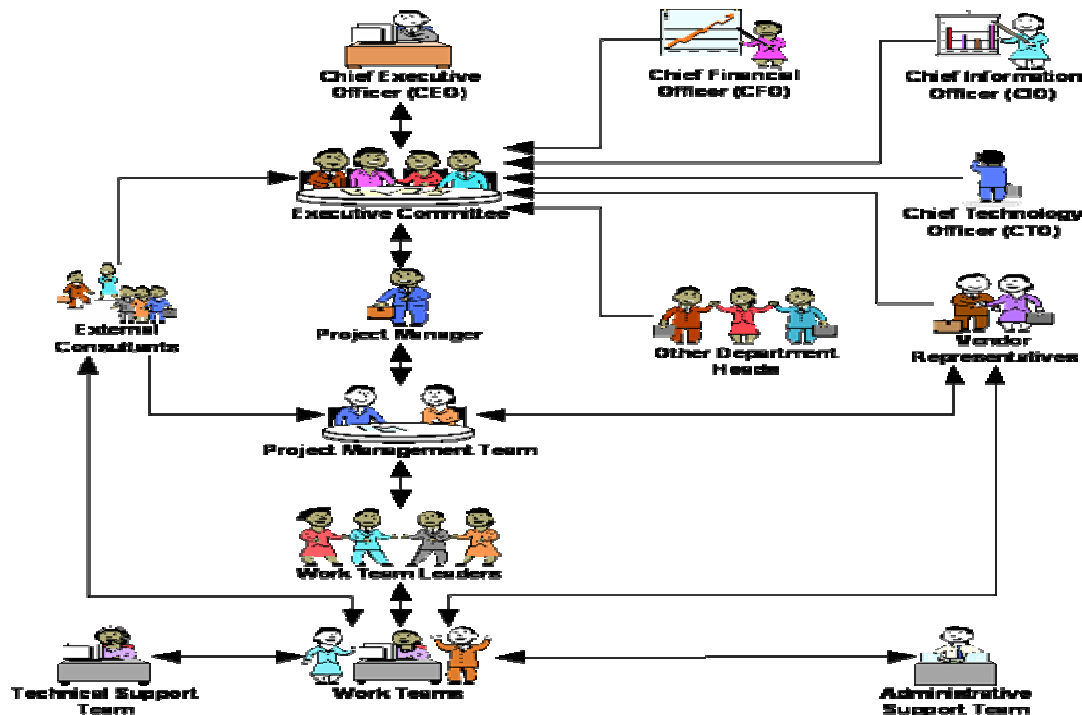 Chief Executive
Officer (CEO)
Chief Financial
Officer (CFO)
Chief Information
Officer (CIO)
Executive Committee
Chief Technology
Officer (CTO)
External
Consultants
Project Manager
Other Department
Heads
Vendor
Representatives
Project Management Team
Work Team Leaders
Technical Support
Team
Work Teams
Administrative
Support Team